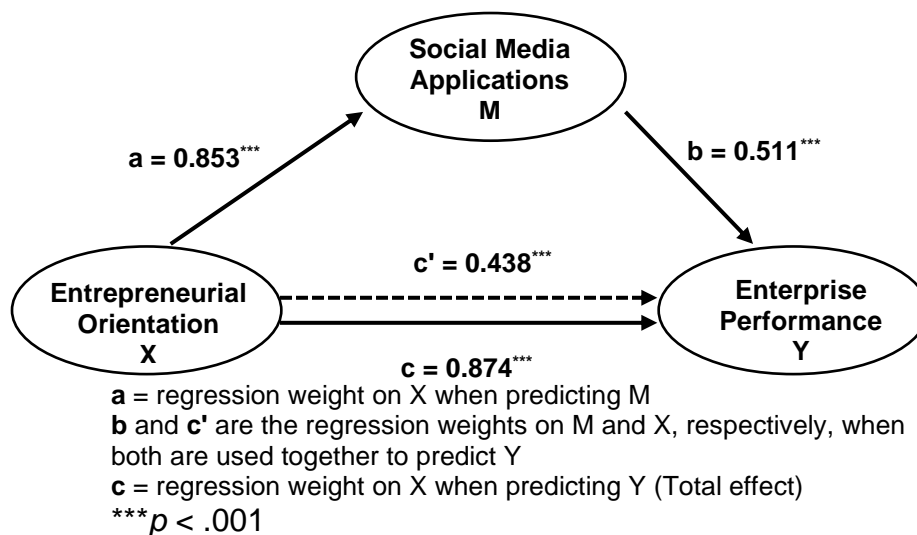 Social Media
Applications
M
a = 0.853***
b = 0.511***
c' = 0.438***
Entrepreneurial
Orientation
X
Enterprise
Performance
Y
c = 0.874***
a = regression weight on X when predicting M
b and c' are the regression weights on M and X, respectively, when
both are used together to predict Y
c = regression weight on X when predicting Y (Total effect)
***p < .001